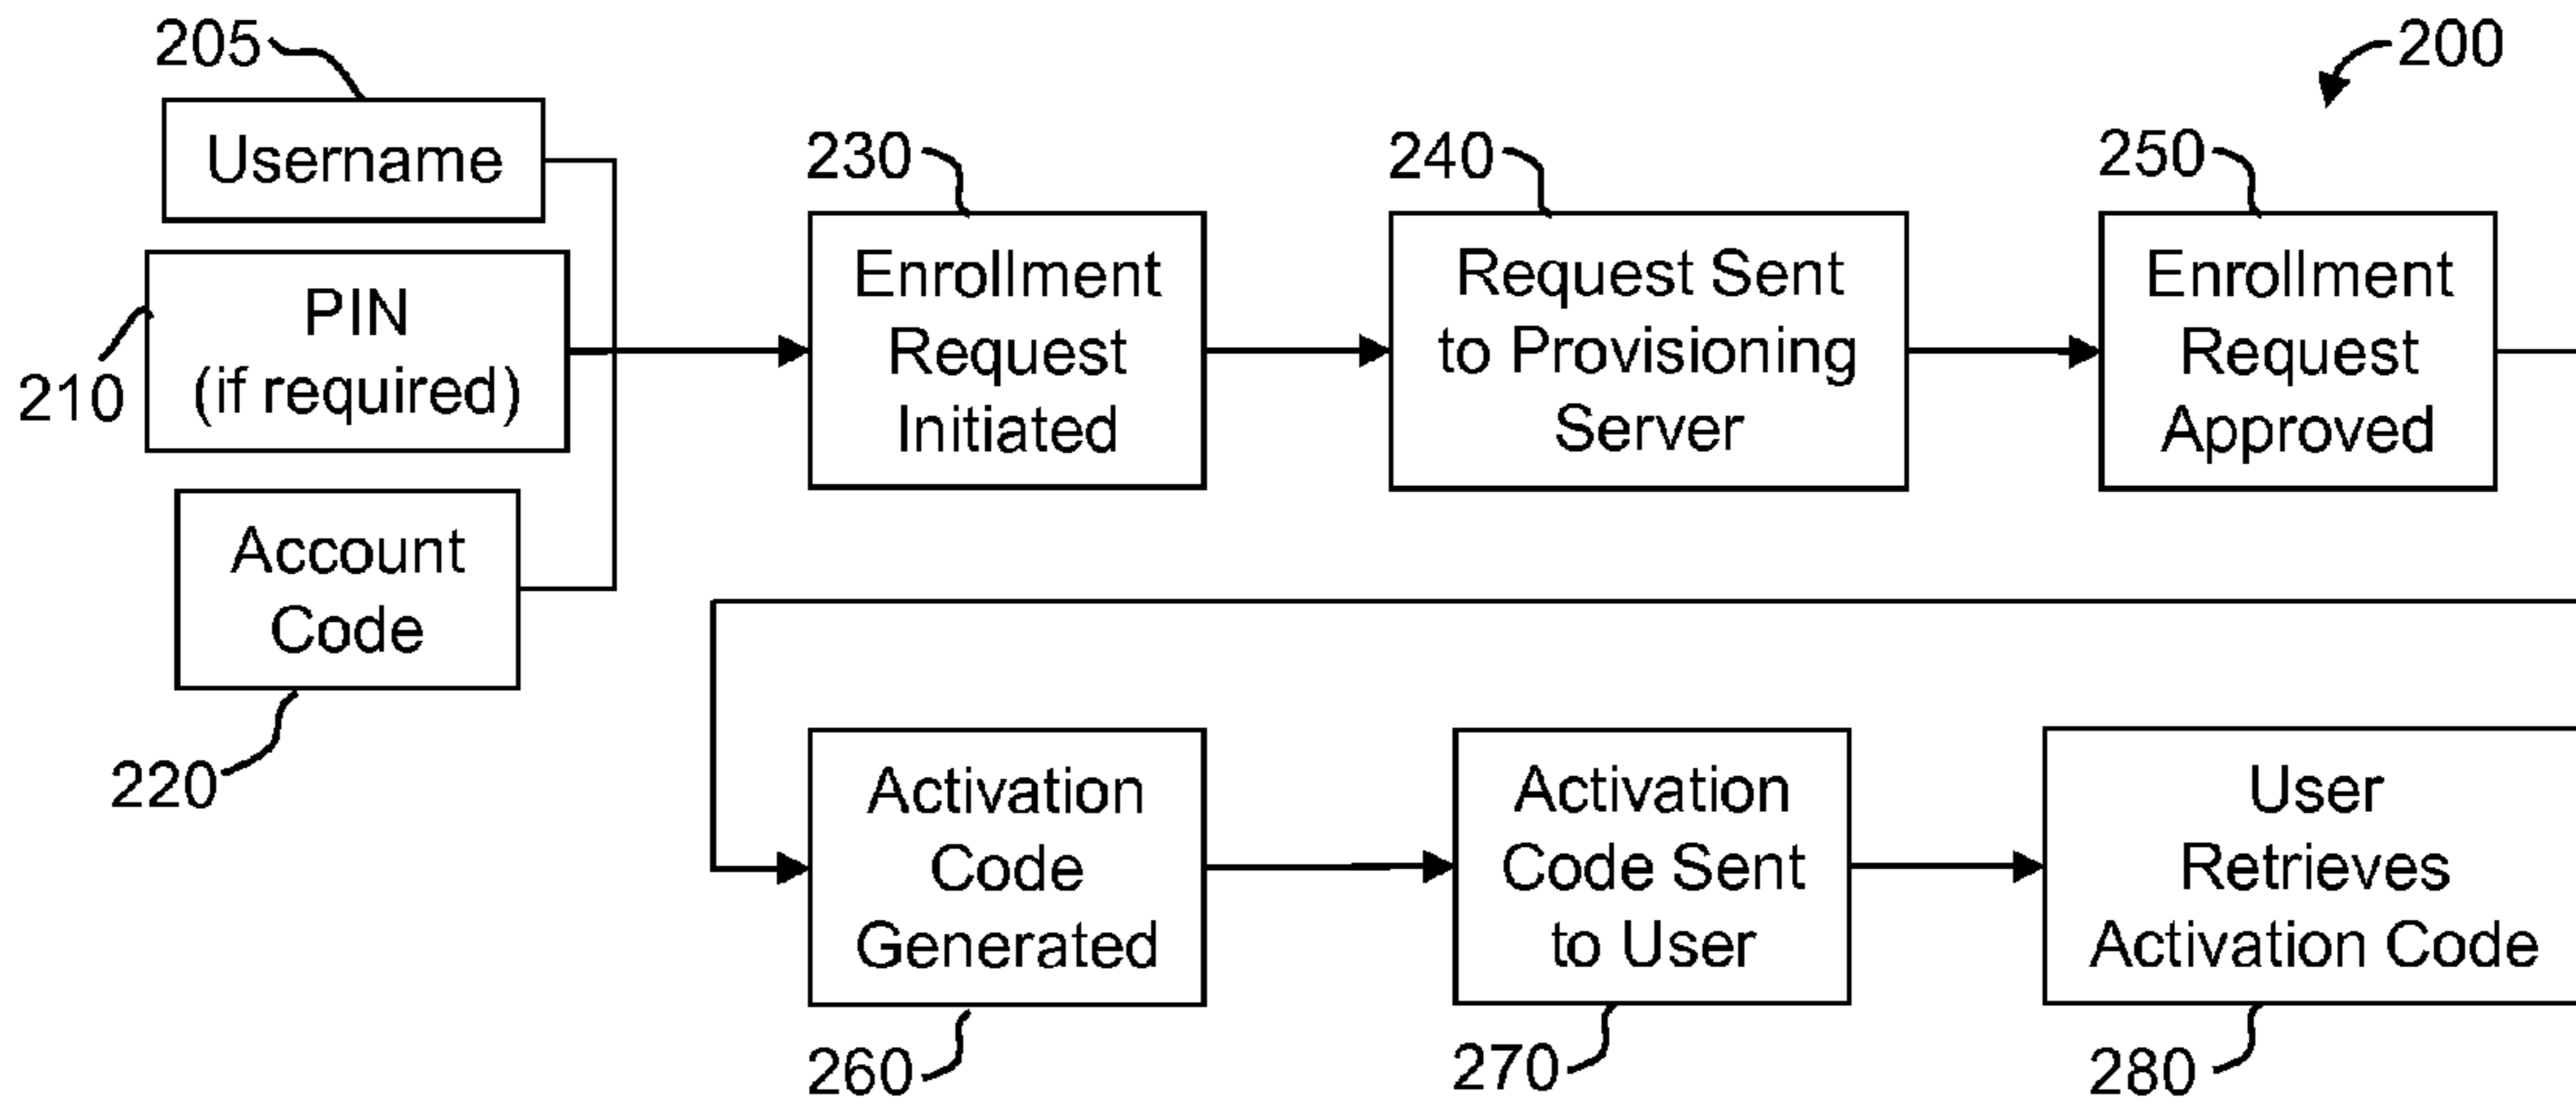 205
200
Username
230
240
250
PIN
(if required)
210
Enrollment
Request
Initiated
Request Sent
to Provisioning
Server
Enrollment
Request
Approved
Account
Code
220
Activation
Code
Generated
Activation
Code Sent
to User
User
Retrieves
Activation Code
260
270
280